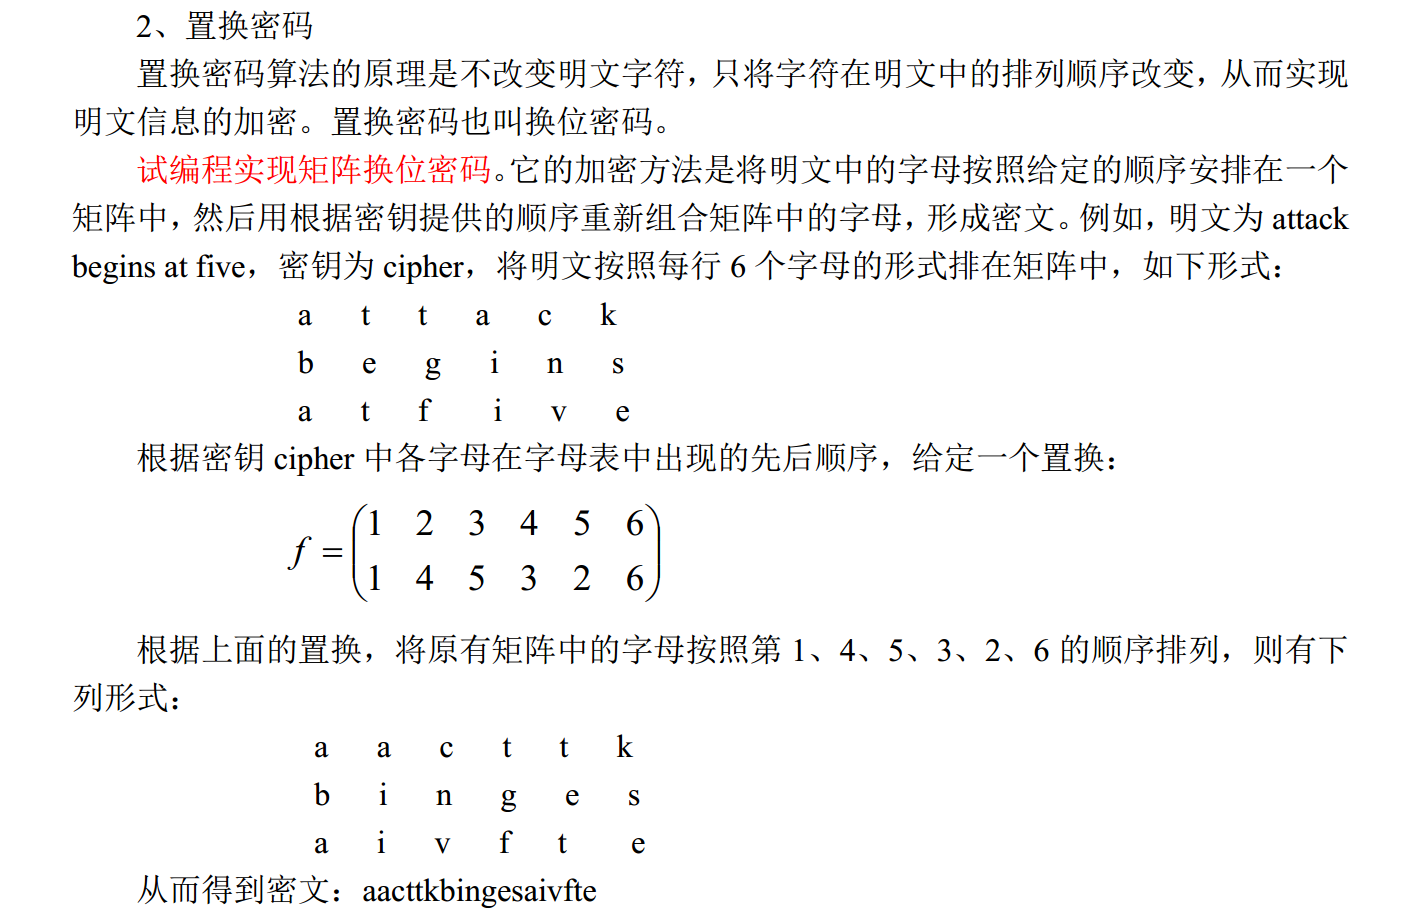 2、置换密码
置换密码算法的原理是不改变明文字符，只将字符在明文中的排列顺序改变，从而实现
明文信息的加密。置换密码也叫换位密码。
试编程实现矩阵换位密码。它的加密方法是将明文中的字母按照给定的顺序安排在一个
矩阵中，然后用根据密钥提供的顺序重新组合矩阵中的字母，形成密文。例如，明文为 attack
begins at five，密钥为 cipher，将明文按照每行 6 个字母的形式排在矩阵中，如下形式：
a t t a c k
b e g i n s
a t f i v e
根据密钥 cipher 中各字母在字母表中出现的先后顺序，给定一个置换：
1 2 3 4 5 6
f =
1 4 5 3 2 6
根据上面的置换，将原有矩阵中的字母按照第 1、4、5、3、2、6 的顺序排列，则有下
列形式：
a a c t t k
b i n g e s
a i v f t e
从而得到密文：aacttkbingesaivfte